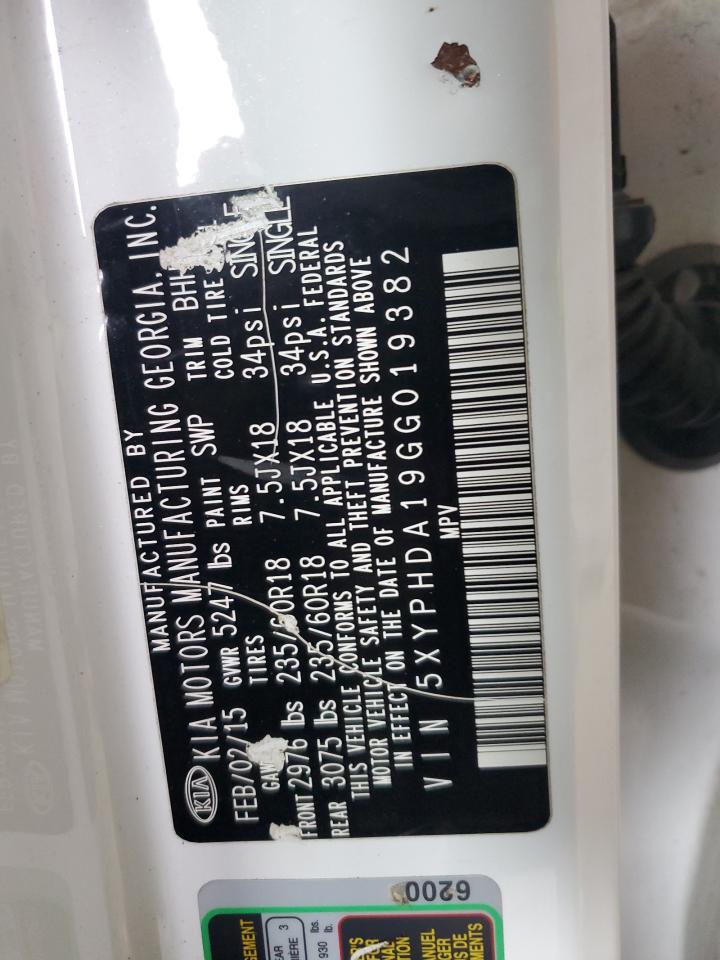 MANUFACTURED BY
KIA KIA MOTORS MANUFACTURING GEORGIA, INC.
FEB/02/15 GVWR 5247 lbs PAINT SWP TRIM
TIRES RIMS COLD TIRE
FRONT 2976 lbs 235/60R18 7.5JX18 34psi SINGLE
REAR 3075 lbs 235/60R18 7.5JX18 34psi SINGLE
THIS VEHICLE CONFORMS TO ALL APPLICABLE U.S.A. FEDERAL
MOTOR VEHICLE SAFETY AND THEFT PREVENTION STANDARDS
IN EFFECT ON THE DATE OF MANUFACTURE SHOWN ABOVE
VIN 5XYPHDA19GG019382
MPV
6200